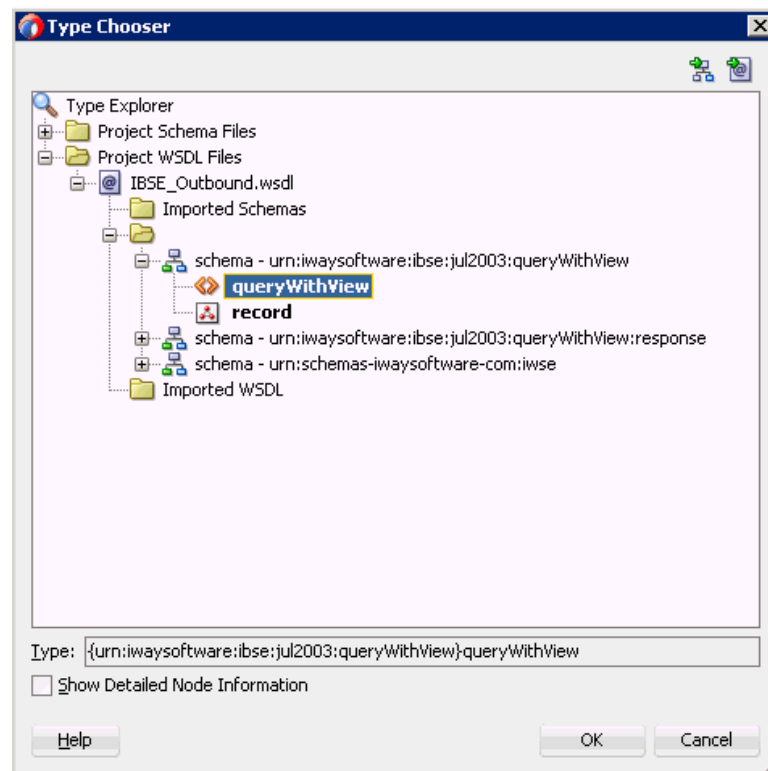 Type Chooser
Type Explorer
Project Schema Files
Project WSDL Files
IBSE_Outbound.wsdl
Imported Schemas
schema - urn:iwaysoftware:ibse:jul2003:queryWithView
queryWithView
record
schema - urn:iwaysoftware:ibse:jul2003:queryWithView:response
schema - urn:schemas-iwaysoftware-com:iwse
Imported WSDL
Type: {urn:iwaysoftware:ibse:jul2003:queryWithView}queryWithView
Show Detailed Node Information
Help OK Cancel